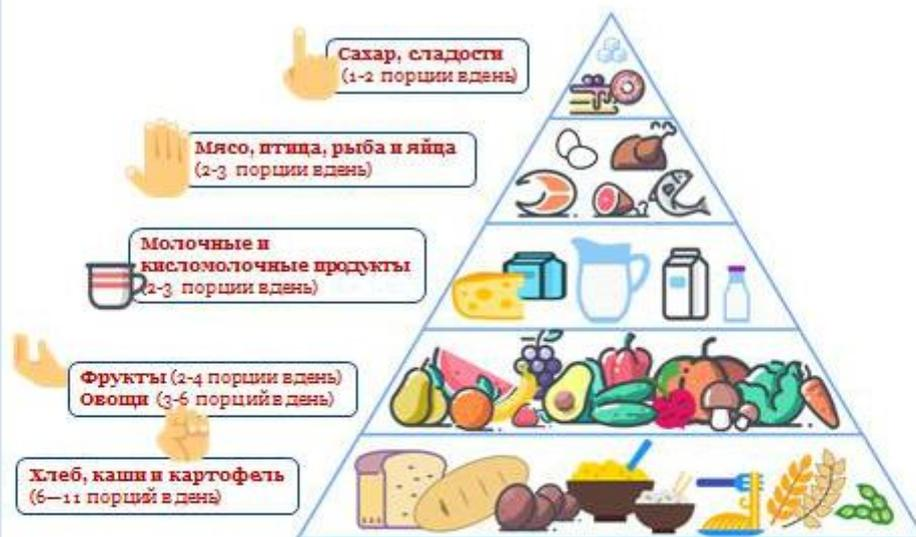 Сахар, сладости
(1-2 порции вдень)
Мясо, птица, рыба и яйца
(2-3 порции вдень)
Молочные и
кисломолочные продукты
(2-3 порции вдень)
Фрукты (2-4 порции вдень)
Овощи (3-6 порций в день)
Хлеб, каши и картофель
(6—11 порций в день)